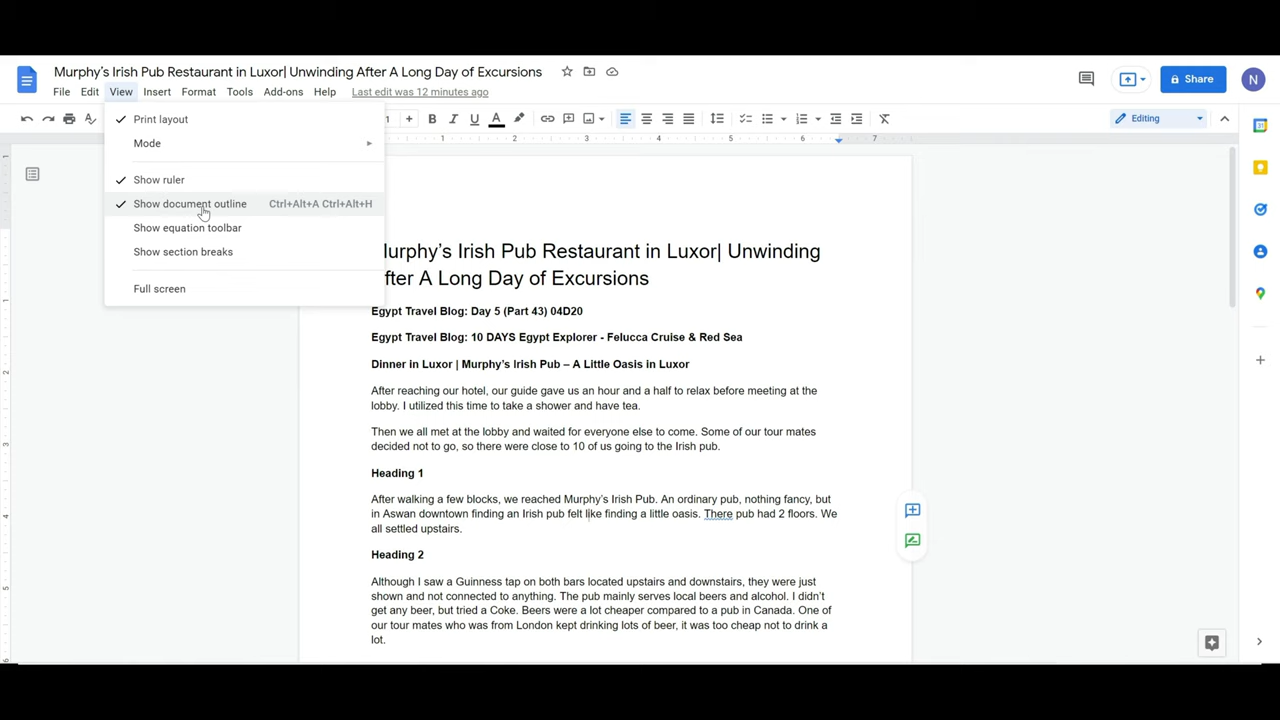 Murphy's Irish Pub Restaurant in Luxor| Unwinding After A Long Day of Excursions
File Edit View Insert Format Tools Add-ons Help Last edit was 12 minutes ago
Share
N
1 + B I U A
Editing
Print layout
Mode
Show ruler
Show document outline Ctrl+Alt+A Ctrl+Alt+H
Show equation toolbar
Show section breaks
Full screen
1 2 3 4 5 6 7
1
1
2
3
4
5
6
urphy's Irish Pub Restaurant in Luxor| Unwinding
fter A Long Day of Excursions
Egypt Travel Blog: Day 5 (Part 43) 04D20
Egypt Travel Blog: 10 DAYS Egypt Explorer - Felucca Cruise & Red Sea
Dinner in Luxor | Murphy's Irish Pub – A Little Oasis in Luxor
After reaching our hotel, our guide gave us an hour and a half to relax before meeting at the
lobby. I utilized this time to take a shower and have tea.
Then we all met at the lobby and waited for everyone else to come. Some of our tour mates
decided not to go, so there were close to 10 of us going to the Irish pub.
Heading 1
After walking a few blocks, we reached Murphy's Irish Pub. An ordinary pub, nothing fancy, but
in Aswan downtown finding an Irish pub felt like finding a little oasis. There pub had 2 floors. We
all settled upstairs.
Heading 2
Although I saw a Guinness tap on both bars located upstairs and downstairs, they were just
shown and not connected to anything. The pub mainly serves local beers and alcohol. I didn't
get any beer, but tried a Coke. Beers were a lot cheaper compared to a pub in Canada. One of
our tour mates who was from London kept drinking lots of beer, it was too cheap not to drink a
lot.